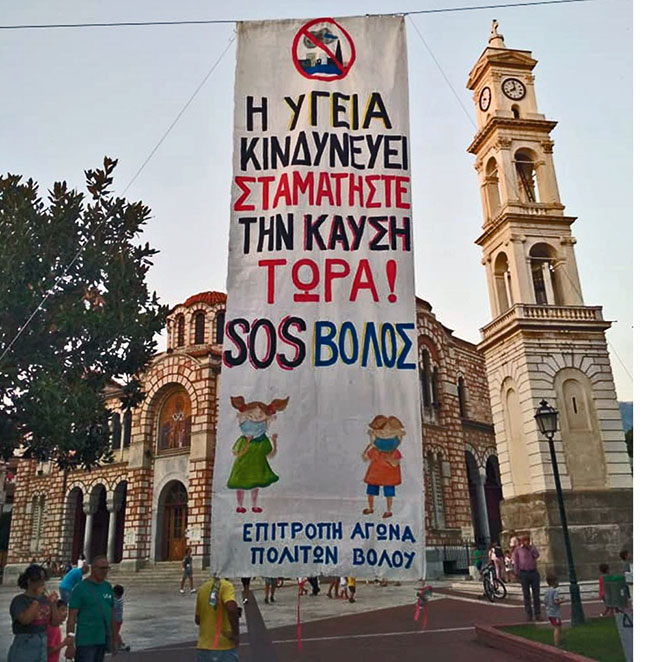 Η ΥΓΕΙΑ
ΚΙΝΔΥΝΕΥΕΙ
ΣΤΑΜΑΤΗΣΤΕ
ΤΗΝ ΚΑΥΣΗ
ΤΩΡΑ!
SOS ΒΟΛΟΣ
ΕΠΙΤΡΟΠΗ ΑΓΩΝΑ
ΠΟΛΙΤΩΝ ΒΟΛΟΥ